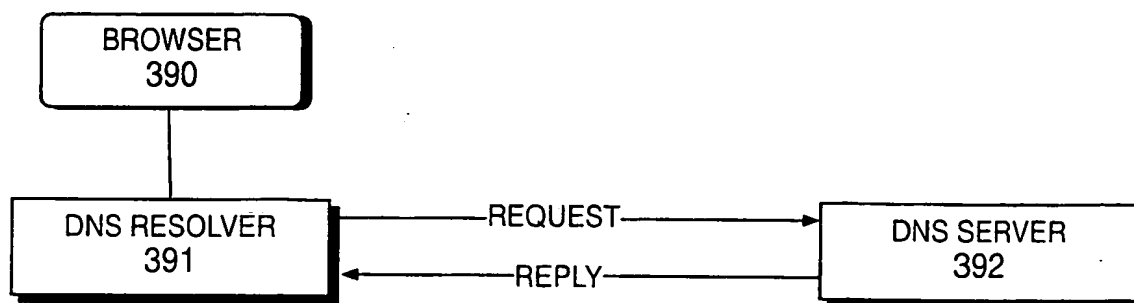 BROWSER
390
DNS RESOLVER
391
REQUEST
REPLY
DNS SERVER
392